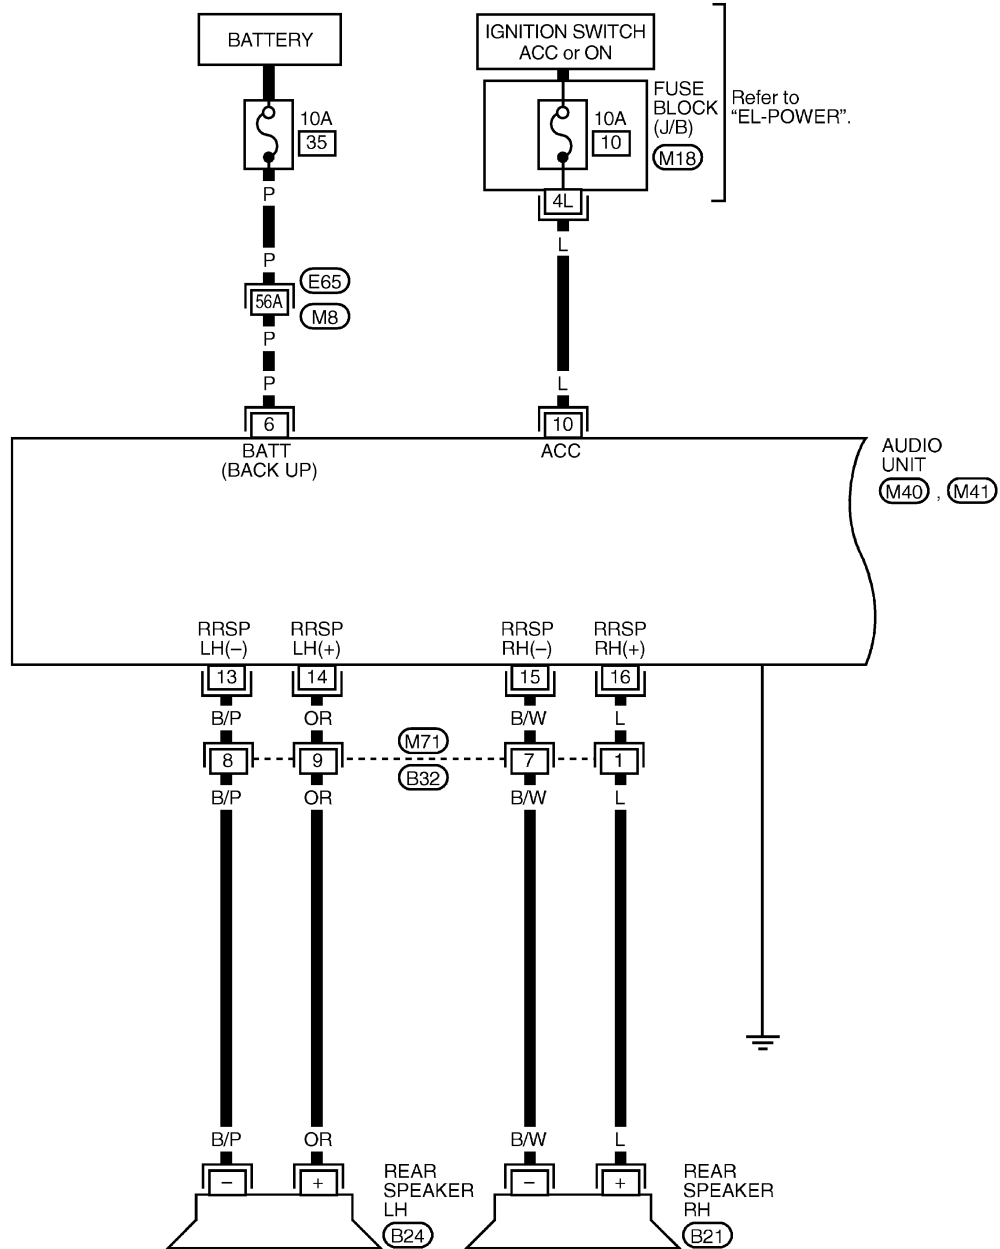 BATTERY
IGNITION SWITCH
ACC or ON
10A
35
10A
10
FUSE
BLOCK
(J/B)
M18
Refer to
“EL-POWER”.
P
4L
P
L
56A
E65
M8
P
P
L
6
10
BATT
(BACK UP)
ACC
AUDIO
UNIT
M40 , M41
RRSP
LH(–)
RRSP
LH(+)
RRSP
RH(–)
RRSP
RH(+)
13
14
15
16
B/P
OR
B/W
L
8
9
M71
B32
7
1
B/P
OR
B/W
L
B/P
OR
B/W
L
–
+
–
+
REAR
SPEAKER
LH
B24
REAR
SPEAKER
RH
B21